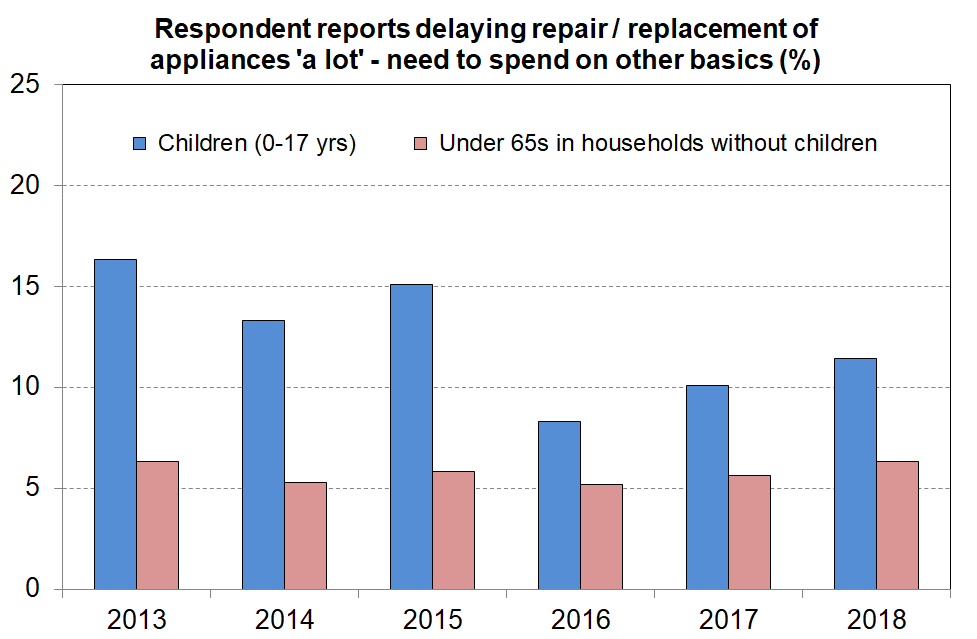 Respondent reports delaying repair / replacement of
appliances 'a lot' - need to spend on other basics (%)
25
Children (0-17 yrs) Under 65s in households without children
20
15
10
5
0
2013 2014 2015 2016 2017 2018